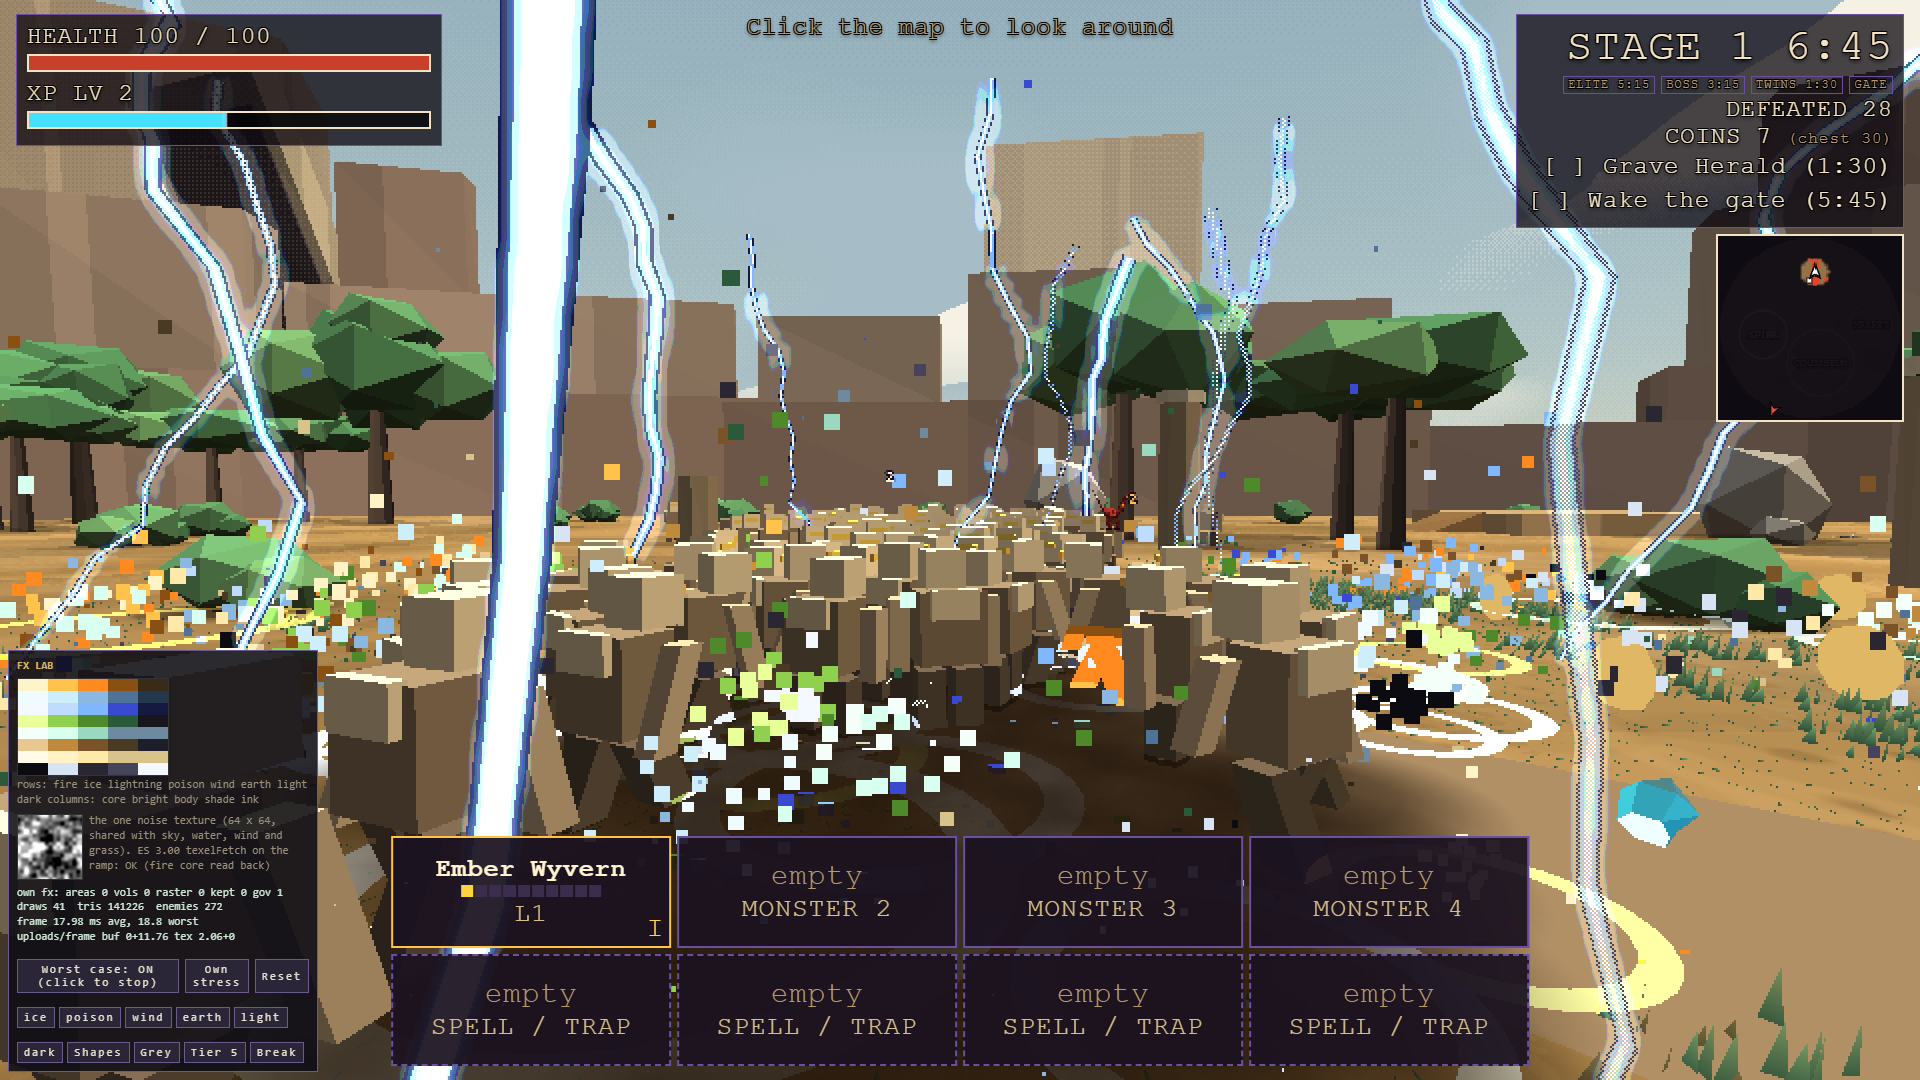 HEALTH 100 / 100
XP LV 2
Click the map to look around
STAGE 1 6:45
ELITE 5:15 BOSS 3:15 TWINS 1:30 GATE
DEFEATED 28
COINS 7 (chest 30)
[ ] Grave Herald (1:30)
[ ] Wake the gate (5:45)
2
2
FX LAB
rows: fire ice lightning poison wind earth light
dark columns: core bright body shade ink
the one noise texture (64 x 64,
shared with sky, water, wind and
grass). ES 3.00 texelFetch on the
ramp: OK (fire core read back)
own fx: areas 0 vols 0 raster 0 kept 0 gov 1
draws 41 tris 141226 enemies 272
frame 17.98 ms avg, 18.8 worst
uploads/frame buf 0+11.76 tex 2.06+0
Worst case: ON
(click to stop)
Own
stress
Reset
ice poison wind earth light
dark Shapes Grey Tier 5 Break
Ember Wyvern
L1
I
empty
MONSTER 2
empty
MONSTER 3
empty
MONSTER 4
empty
SPELL / TRAP
empty
SPELL / TRAP
empty
SPELL / TRAP
empty
SPELL / TRAP